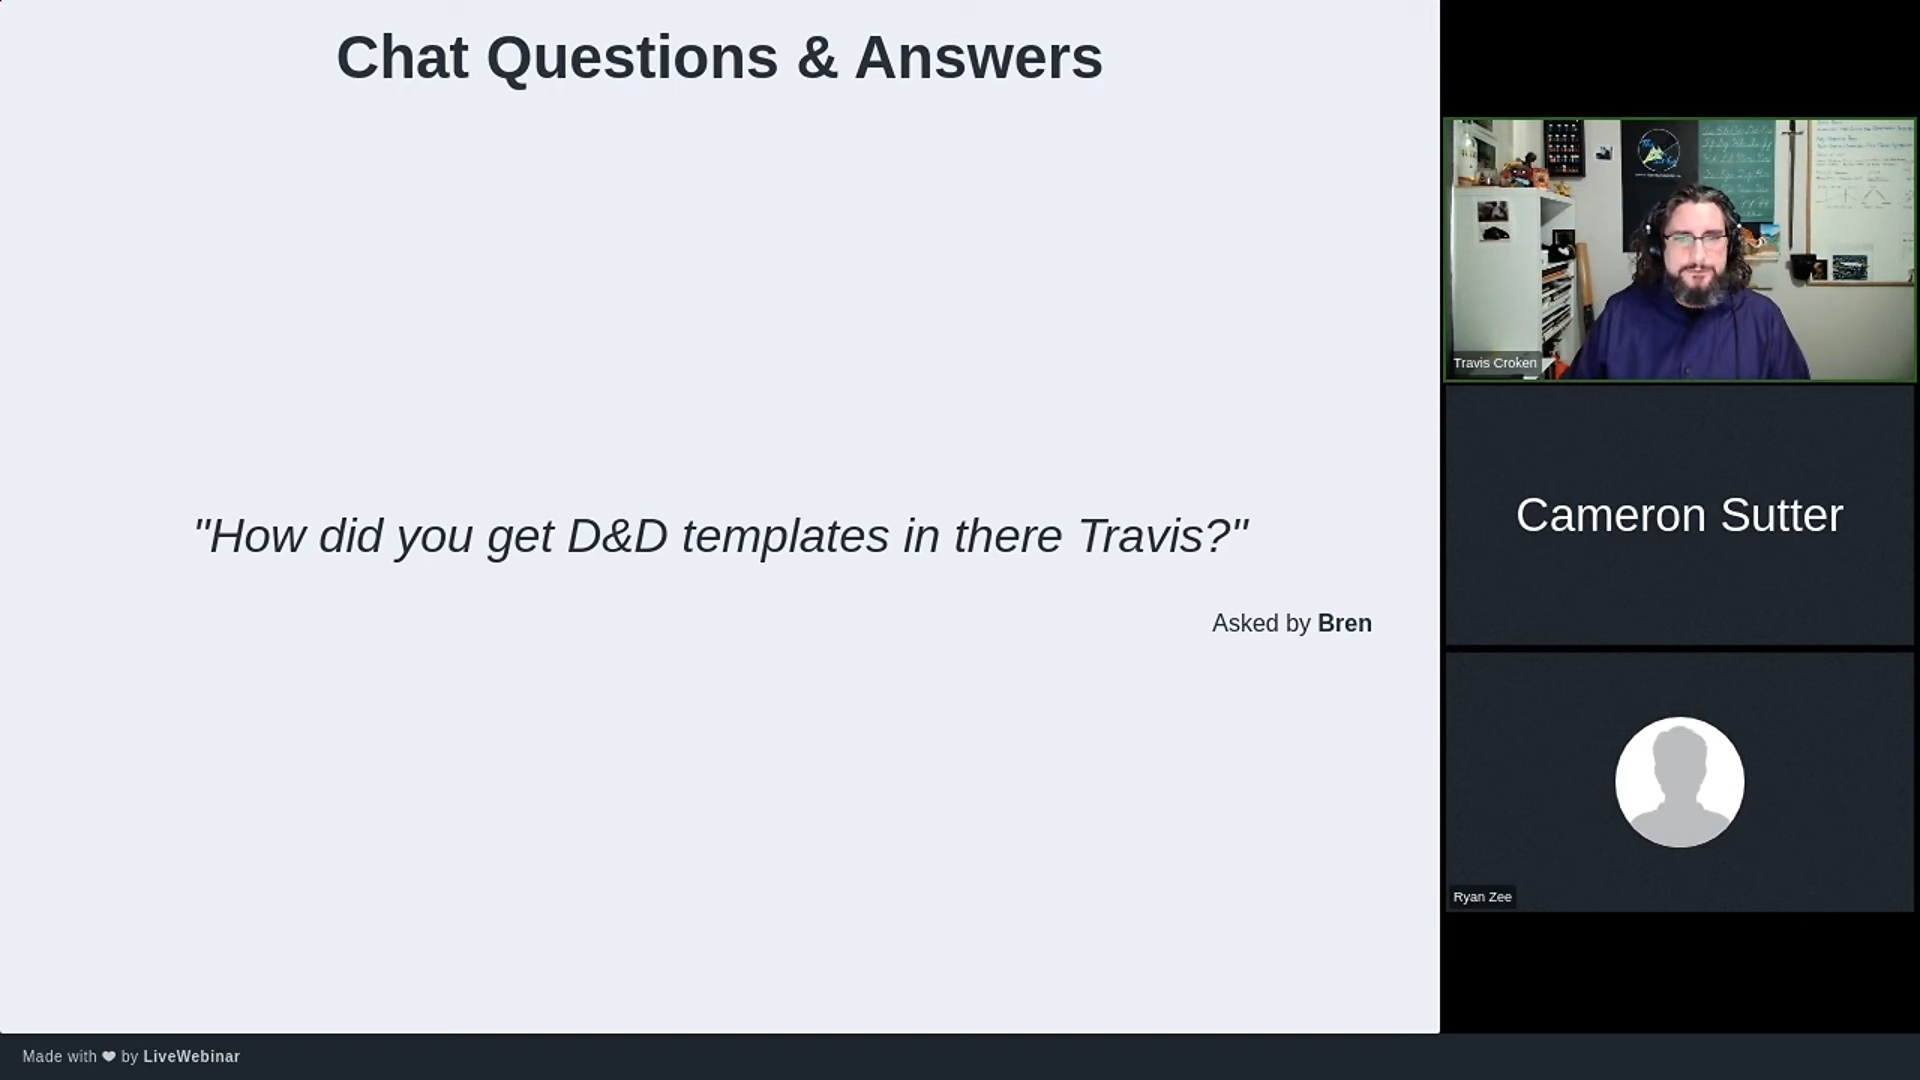 Chat Questions & Answers
"How did you get D&D templates in there Travis?"
Asked by Bren
Travis Croken
Cameron Sutter
Ryan Zee
Made with ❤ by LiveWebinar